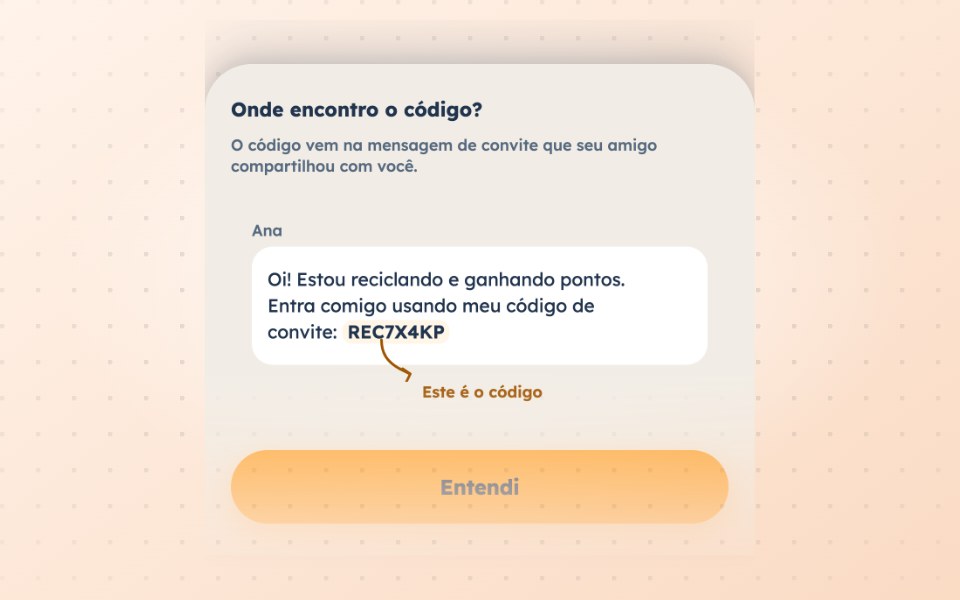 Onde encontro o código?
O código vem na mensagem de convite que seu amigo
compartilhou com você.
Ana
Oi! Estou reciclando e ganhando pontos.
Entra comigo usando meu código de
convite: REC7X4KP
Este é o código
Entendi